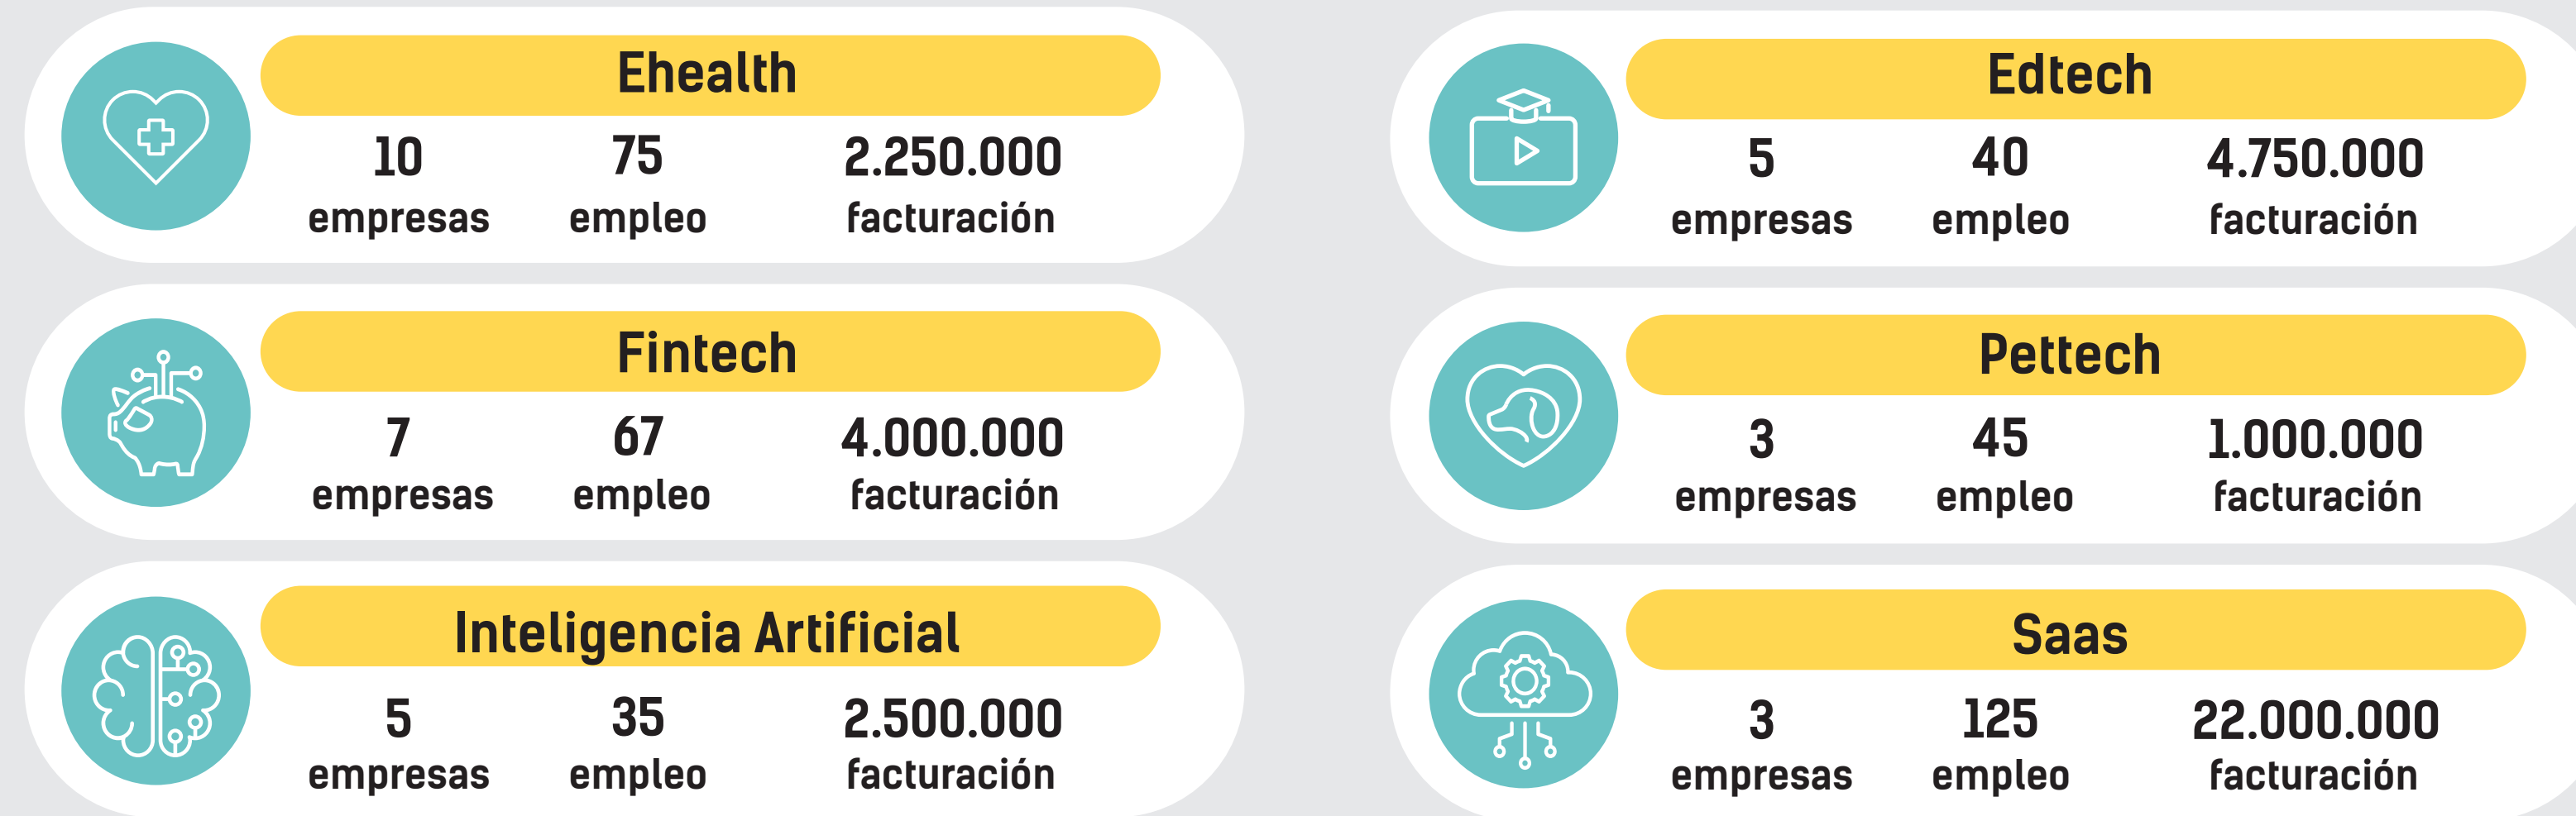 Ehealth
10 75 2.250.000
empresas empleo facturación
Edtech
5 40 4.750.000
empresas empleo facturación
Fintech
7 67 4.000.000
empresas empleo facturación
Pettech
3 45 1.000.000
empresas empleo facturación
Inteligencia Artificial
5 35 2.500.000
empresas empleo facturación
Saas
3 125 22.000.000
empresas empleo facturación